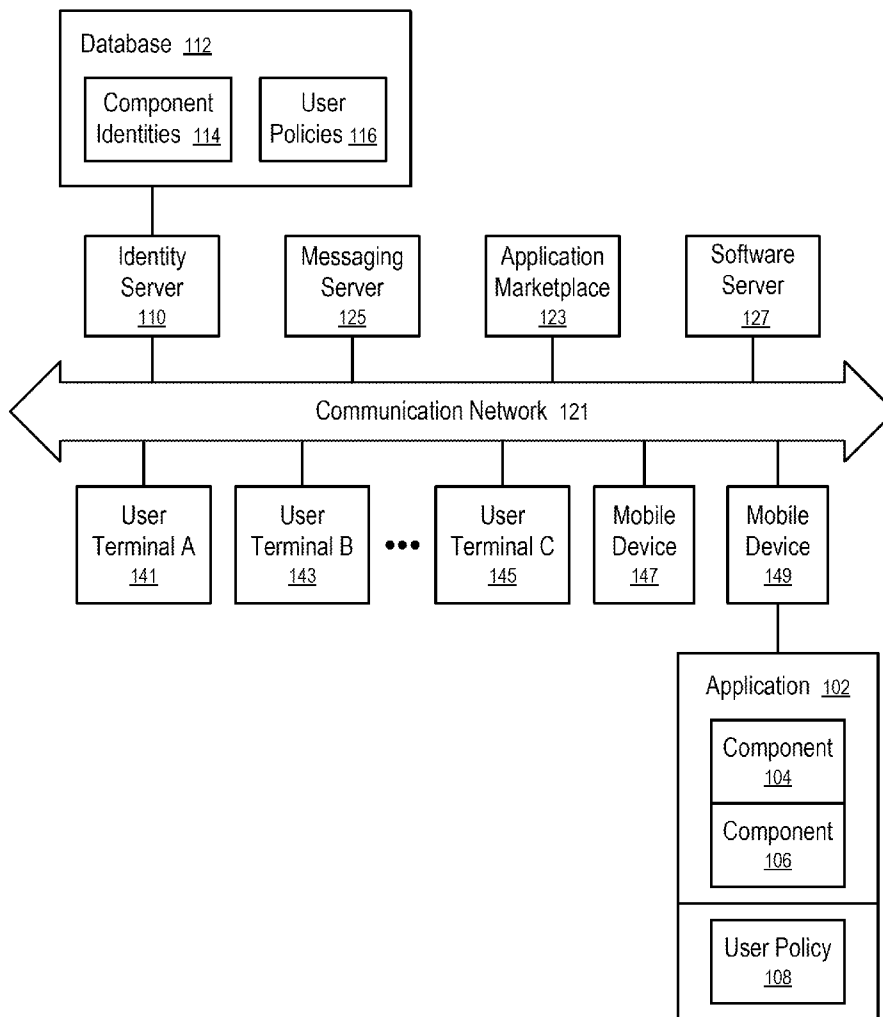 Database 112
Component
Identities 114
User
Policies 116
Identity
Server
110
Messaging
Server
125
Application
Marketplace
123
Software
Server
127
Communication Network 121
User
Terminal A
141
User
Terminal B
143
•••
User
Terminal C
145
Mobile
Device
147
Mobile
Device
149
Application 102
Component
104
Component
106
User Policy
108